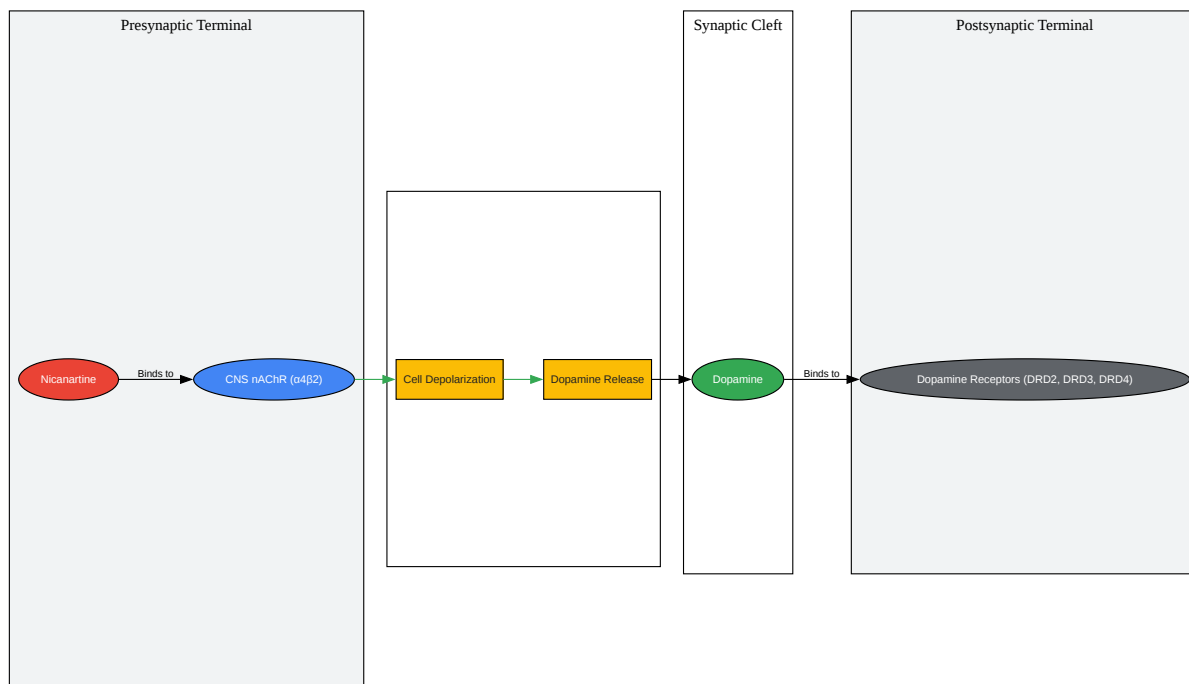 Presynaptic Terminal
Synaptic Cleft
Postsynaptic Terminal
Nicanartine
Binds to
CNS nAChR (α4β2)
Cell Depolarization
Dopamine Release
Dopamine
Binds to
Dopamine Receptors (DRD2, DRD3, DRD4)